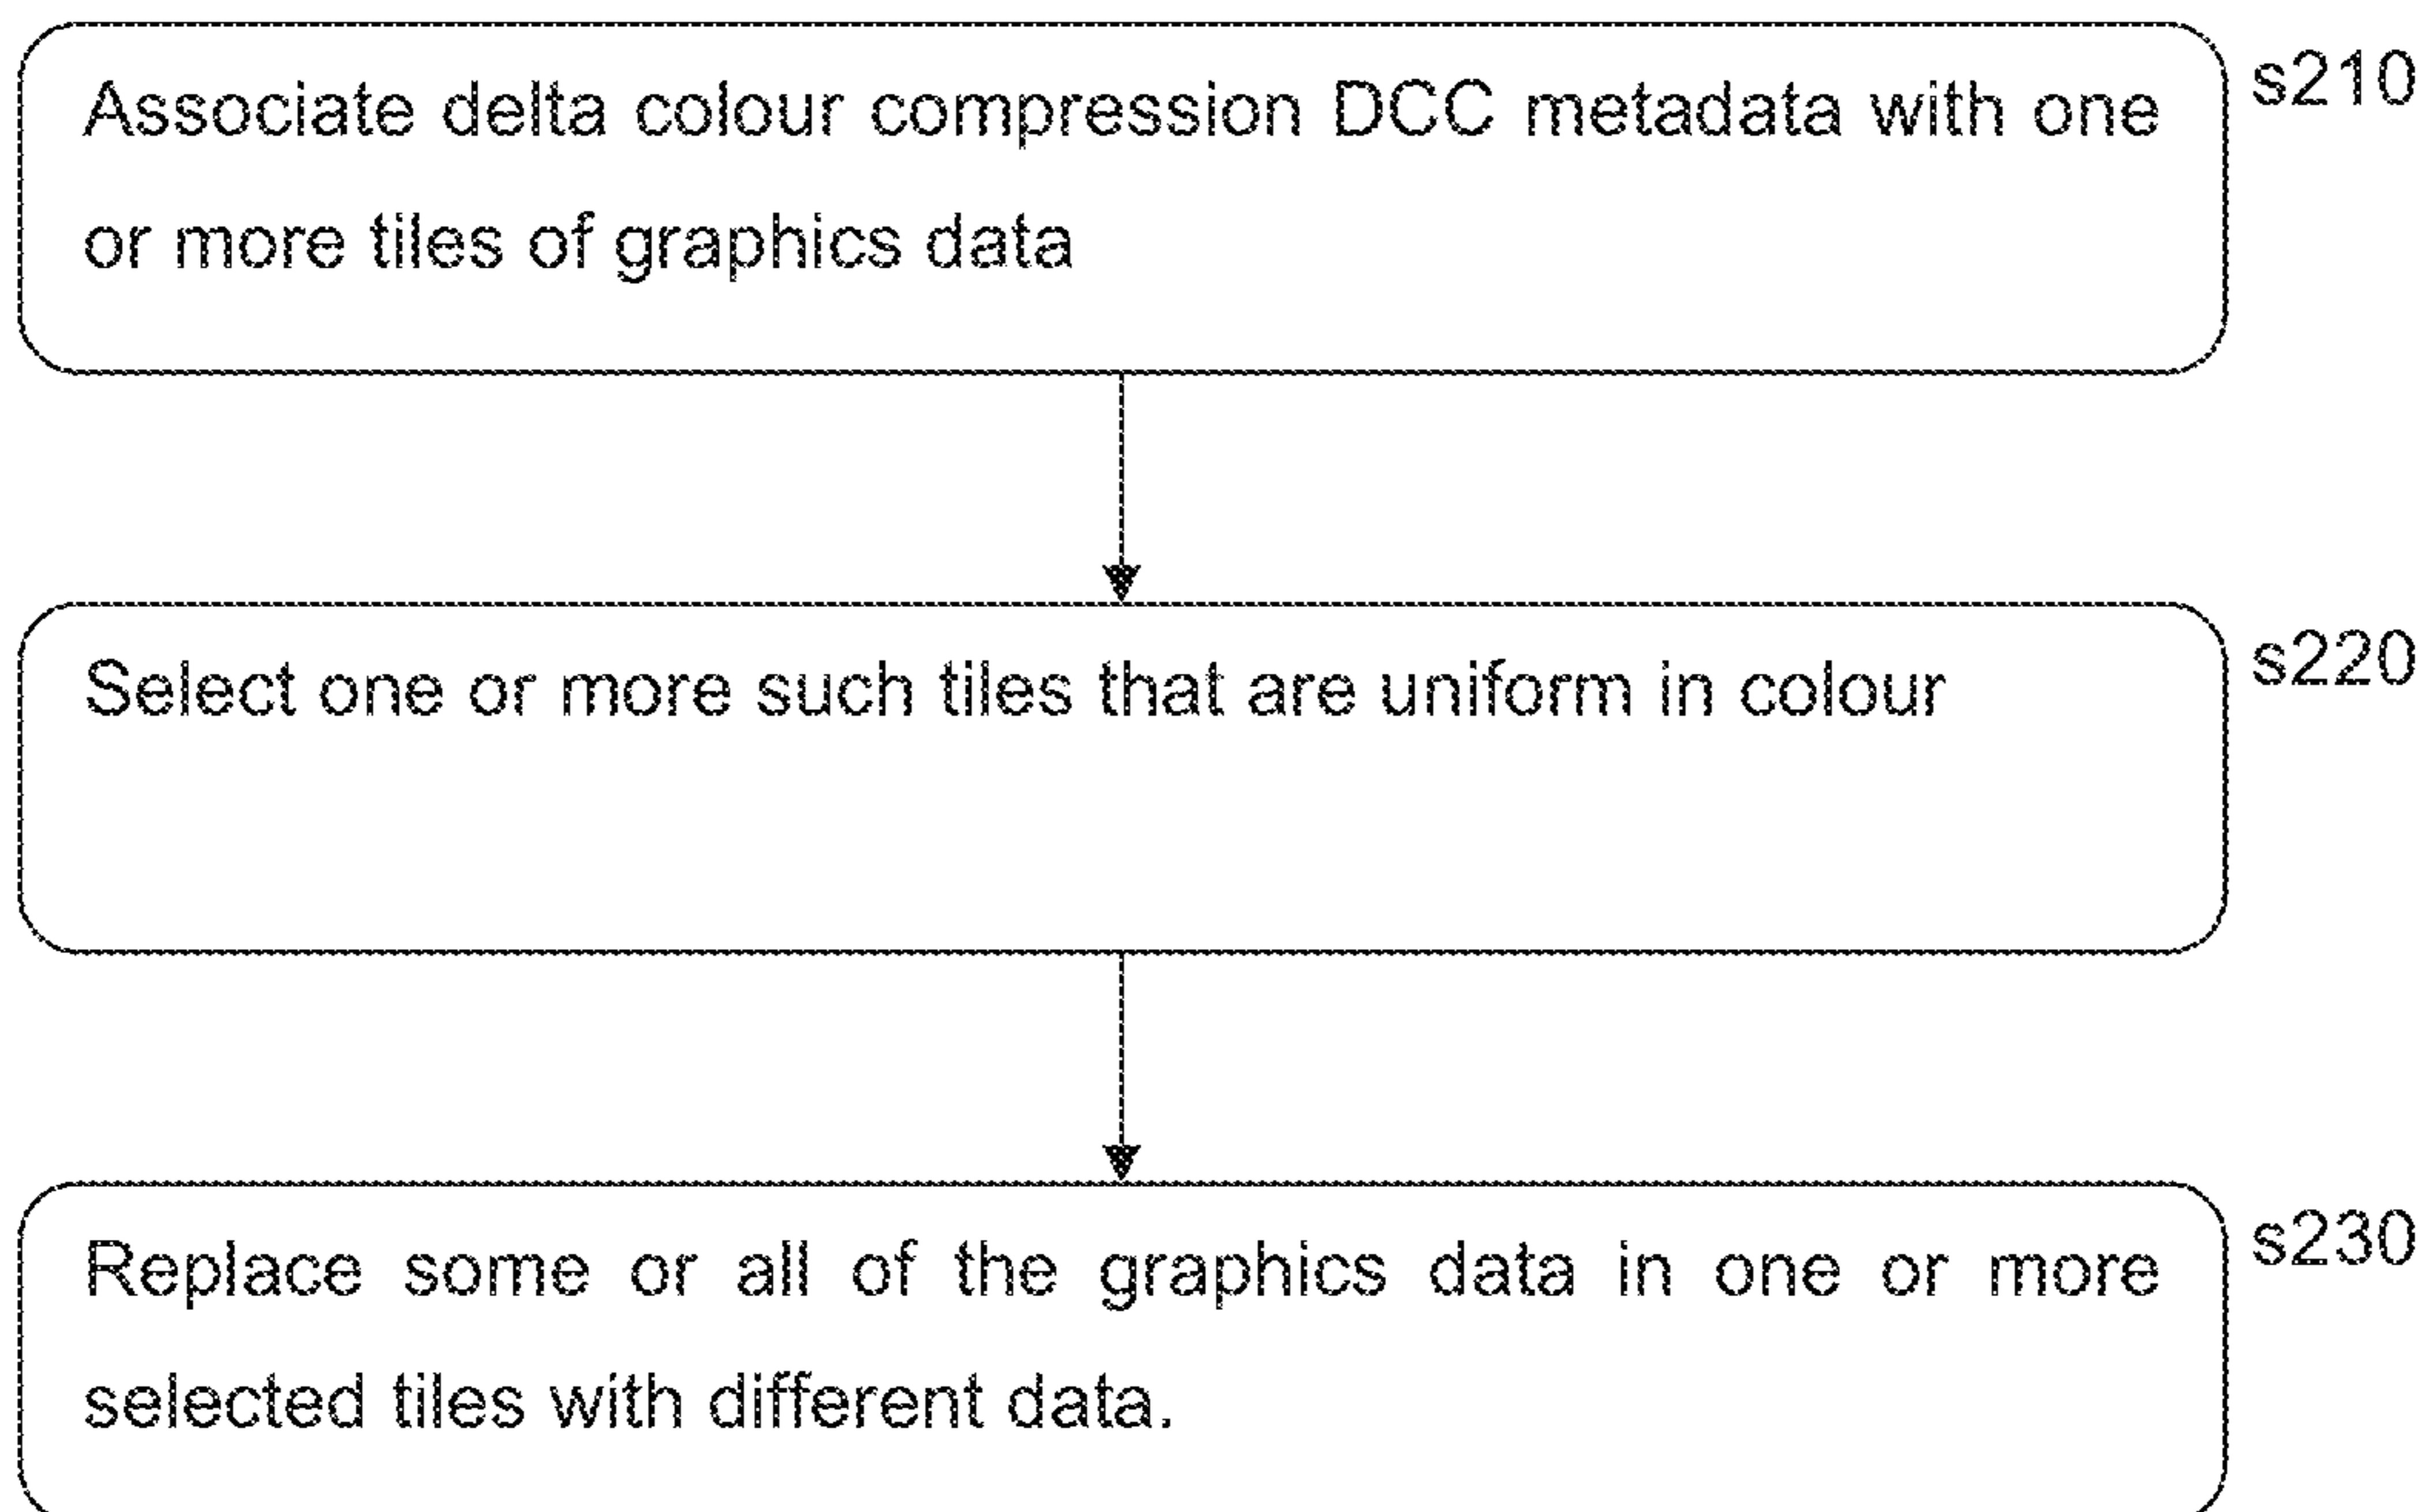 Associate delta colour compression DCC metadata with one
or more tiles of graphics data
s210
Select one or more such tiles that are uniform in colour
s220
Replace some or all of the graphics data in one or more
selected tiles with different data.
s230